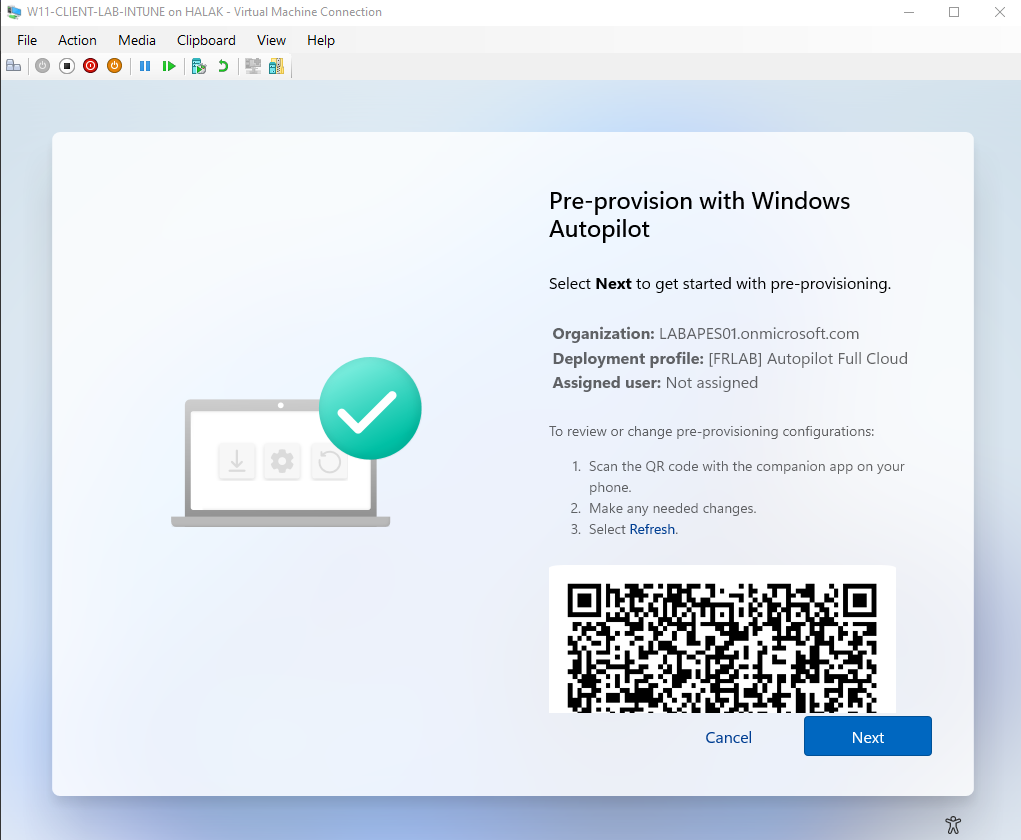 W11-CLIENT-LAB-INTUNE on HALAK - Virtual Machine Connection
File Action Media Clipboard View Help
Pre-provision with Windows
Autopilot
Select Next to get started with pre-provisioning.
Organization: LABAPES01.onmicrosoft.com
Deployment profile: [FRLAB] Autopilot Full Cloud
Assigned user: Not assigned
To review or change pre-provisioning configurations:
1. Scan the QR code with the companion app on your
phone.
2. Make any needed changes.
3. Select Refresh.
Cancel Next